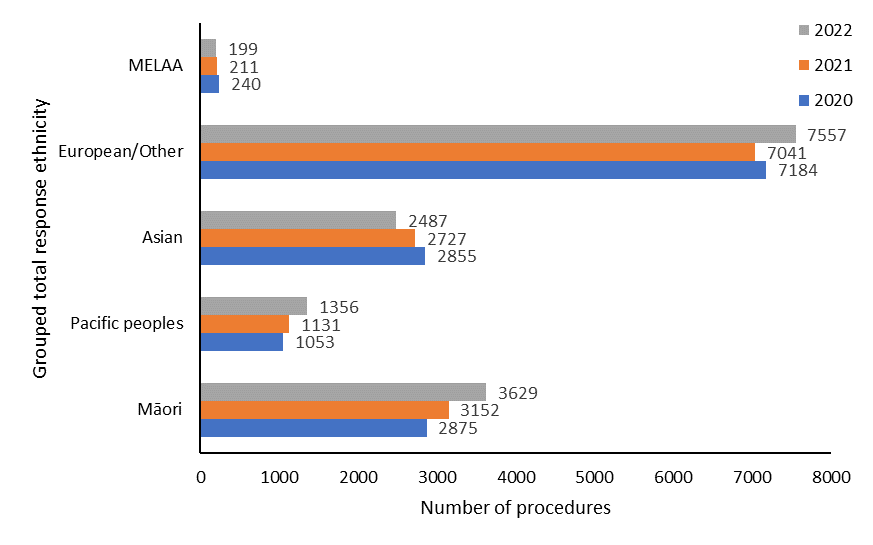 2022
2021
2020
Grouped total response ethnicity
MELAA
199
211
240
European/Other
7557
7041
7184
Asian
2487
2727
2855
Pacific peoples
1356
1131
1053
Māori
3629
3152
2875
0 1000 2000 3000 4000 5000 6000 7000 8000
Number of procedures